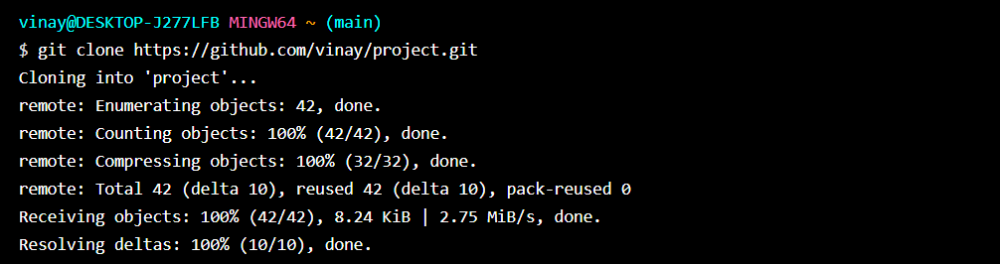 vinay@DESKTOP-J277LFB MINGW64 ~ (main)
$ git clone https://github.com/vinay/project.git
Cloning into 'project'...
remote: Enumerating objects: 42, done.
remote: Counting objects: 100% (42/42), done.
remote: Compressing objects: 100% (32/32), done.
remote: Total 42 (delta 10), reused 42 (delta 10), pack-reused 0
Receiving objects: 100% (42/42), 8.24 KiB | 2.75 MiB/s, done.
Resolving deltas: 100% (10/10), done.